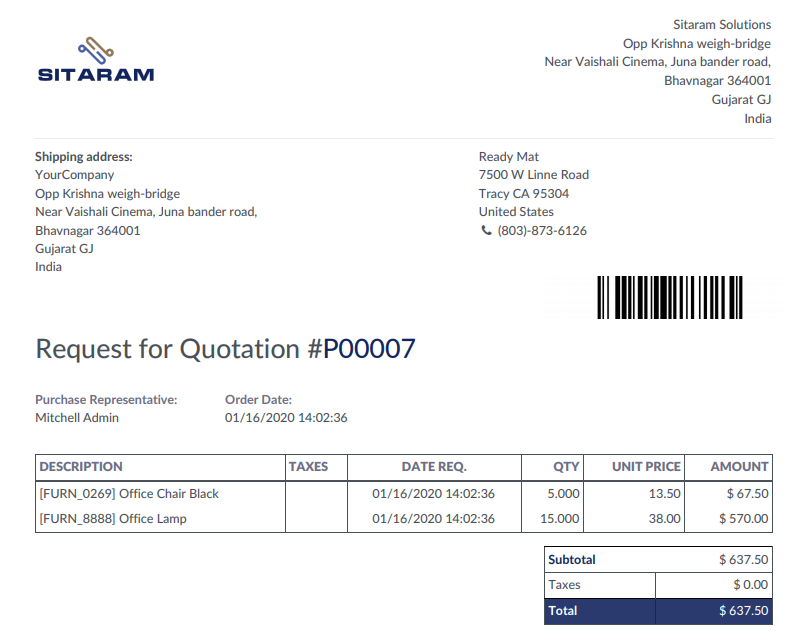 SITARAM
Sitaram Solutions
Opp Krishna weigh-bridge
Near Vaishali Cinema, Juna bander road,
Bhavnagar 364001
Gujarat GJ
India
Shipping address:
YourCompany
Opp Krishna weigh-bridge
Near Vaishali Cinema, Juna bander road,
Bhavnagar 364001
Gujarat GJ
India
Ready Mat
7500 W Linne Road
Tracy CA 95304
United States
(803)-873-6126
Request for Quotation #P00007
Purchase Representative: Order Date:
Mitchell Admin 01/16/2020 14:02:36
DESCRIPTION TAXES DATE REQ. QTY UNIT PRICE AMOUNT
[FURN_0269] Office Chair Black 01/16/2020 14:02:36 5.000 13.50 $ 67.50
[FURN_8888] Office Lamp 01/16/2020 14:02:36 15.000 38.00 $ 570.00
Subtotal $ 637.50
Taxes $ 0.00
Total $ 637.50